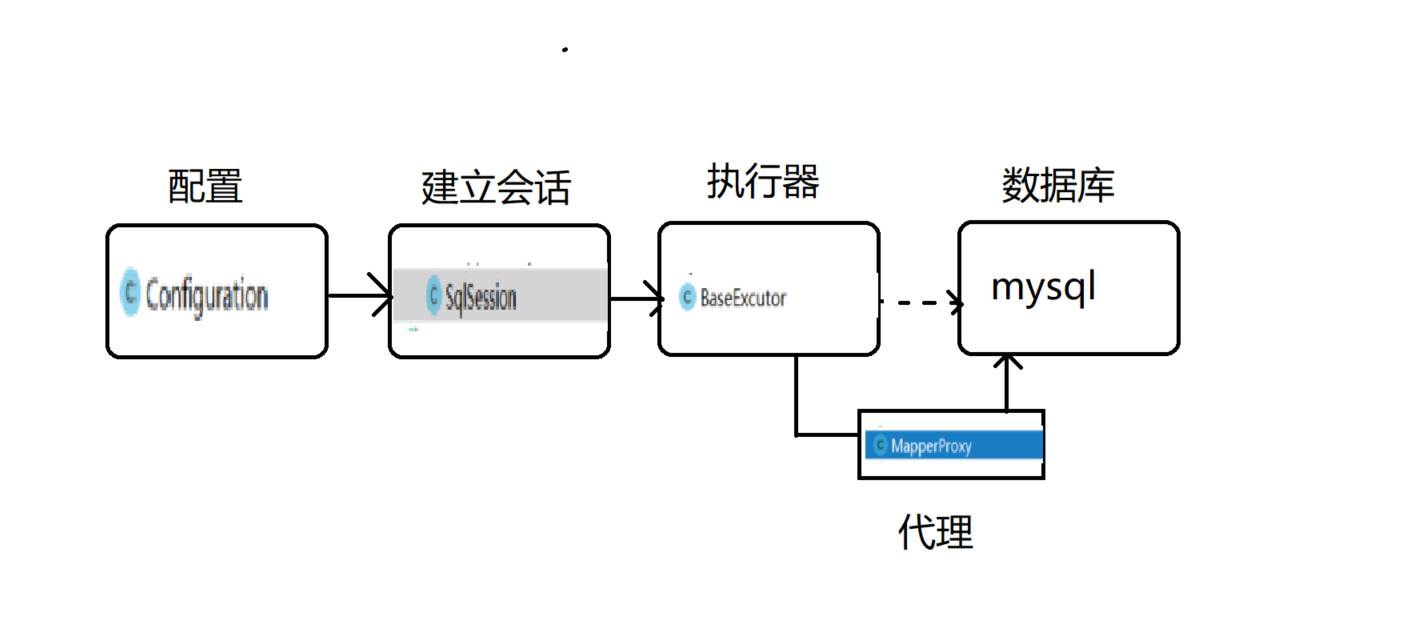 配置
建立会话
执行器
数据库
C Configuration
C SqlSession
C BaseExcutor
mysql
C MapperProxy
代理